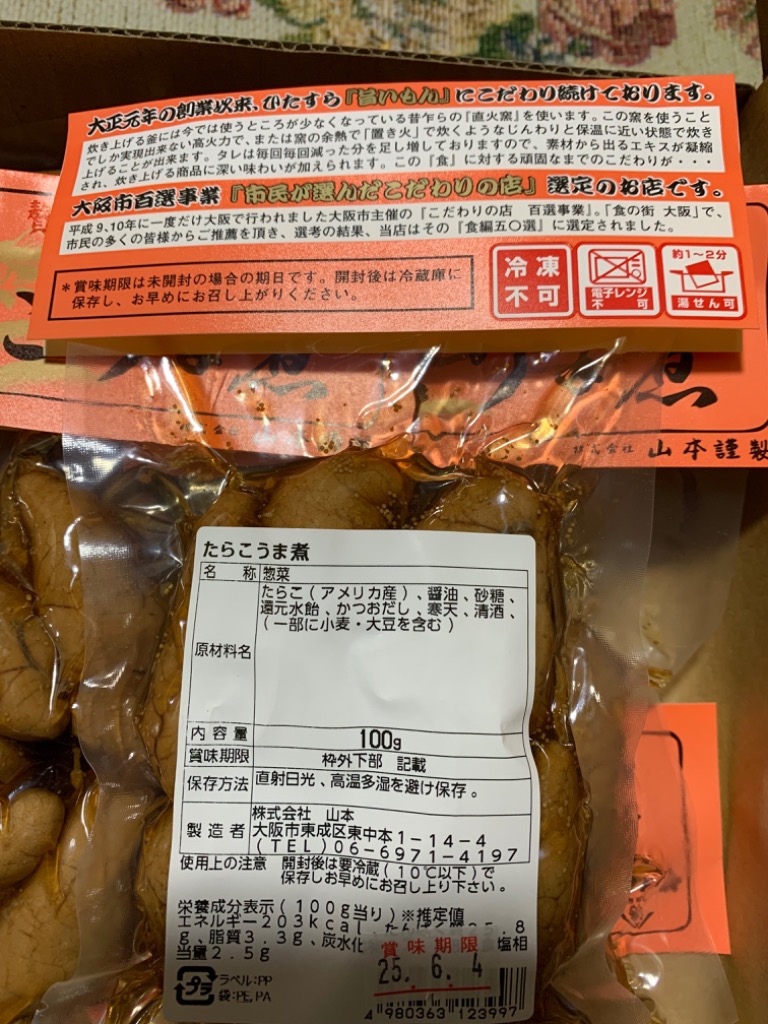 大正元年の創業以来、ひたすら『旨いもん』にこだわり続けております。
炊き上げる釜には今では使うところが少なくなっている昔乍らの「直火窯」を使います。この窯を使うこと
でしか実現出来ない高火力で、または窯の余熱で「置き火」で炊くようなじんわりと保温に近い状態で炊き
上げることが出来ます。タレは毎回毎回減った分を足し増しておりますので、素材から出るエキスが凝縮
され、炊き上げる商品に深い味わいが加えられます。この『食』に対する頑固なまでのこだわりが・・・
大阪市百選事業『市民が選んだこだわりの店』選定のお店です。
平成9、10年に一度だけ大阪で行われました大阪市主催の『こだわりの店 百選事業』。「食の街 大阪」で、
市民の多くの皆様からご推薦を頂き、選考の結果、当店はその『食編五〇選』に選定されました。
*賞味期限は未開封の場合の期日です。開封後は冷蔵庫に
保存し、お早めにお召し上がりください。
冷凍
不可
電子レンジ
不可
約1~2分
湯せん可
株式会社 山本謹製
たらこうま煮
名 称 惣菜
原材料名 たらこ(アメリカ産)、醤油、砂糖、
還元水飴、かつおだし、寒天、清酒、
(一部に小麦・大豆を含む)
内容量 100g
賞味期限 枠外下部 記載
保存方法 直射日光、高温多湿を避け保存。
製造者 株式会社 山本
大阪市東成区東中本1-14-4
(TEL)06-6971-4197
使用上の注意 開封後は要冷蔵(10℃以下)で
保存しお早めにお召し上り下さい。
栄養成分表示(100g当り)※推定値
エネルギー203kcal、たんぱ
g、脂質3.3g、炭水化 塩相
当量2.5g
賞味期限
25.6.4
プラ
ラベル:PP
袋:PE,PA
4 980363 123997